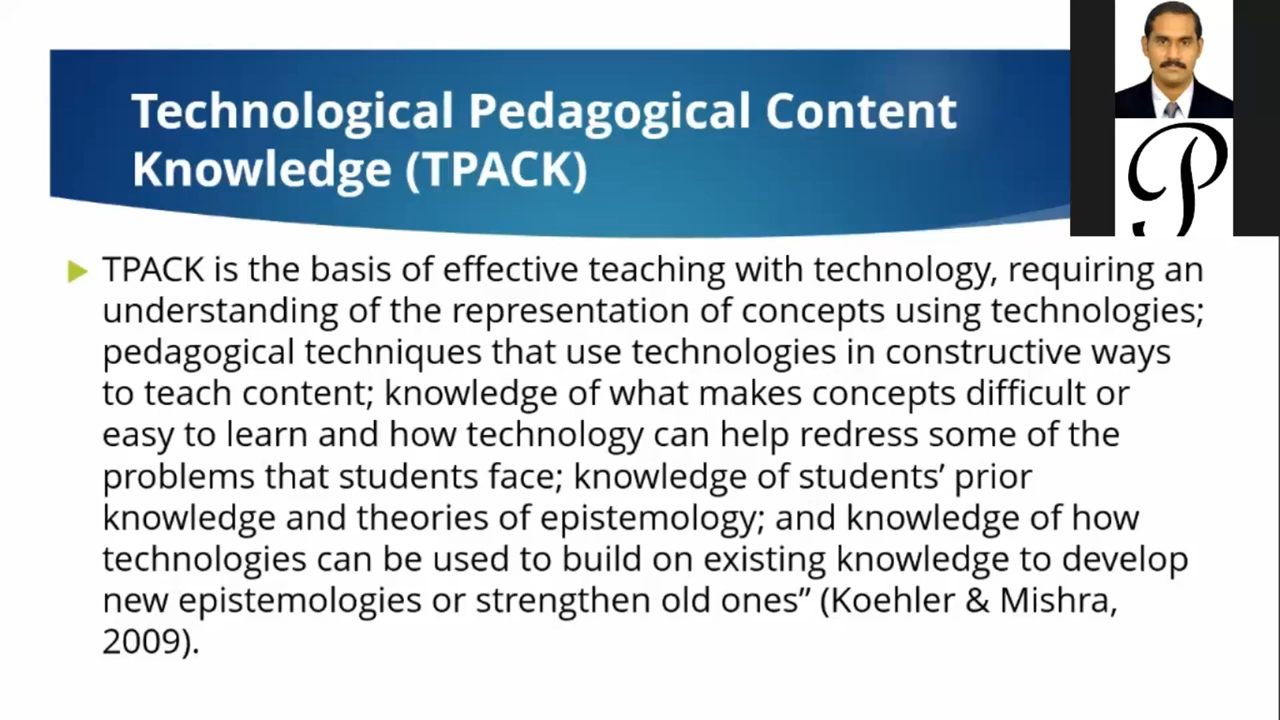 Technological Pedagogical Content
Knowledge (TPACK)
P
TPACK is the basis of effective teaching with technology, requiring an
understanding of the representation of concepts using technologies;
pedagogical techniques that use technologies in constructive ways
to teach content; knowledge of what makes concepts difficult or
easy to learn and how technology can help redress some of the
problems that students face; knowledge of students’ prior
knowledge and theories of epistemology; and knowledge of how
technologies can be used to build on existing knowledge to develop
new epistemologies or strengthen old ones” (Koehler & Mishra,
2009).